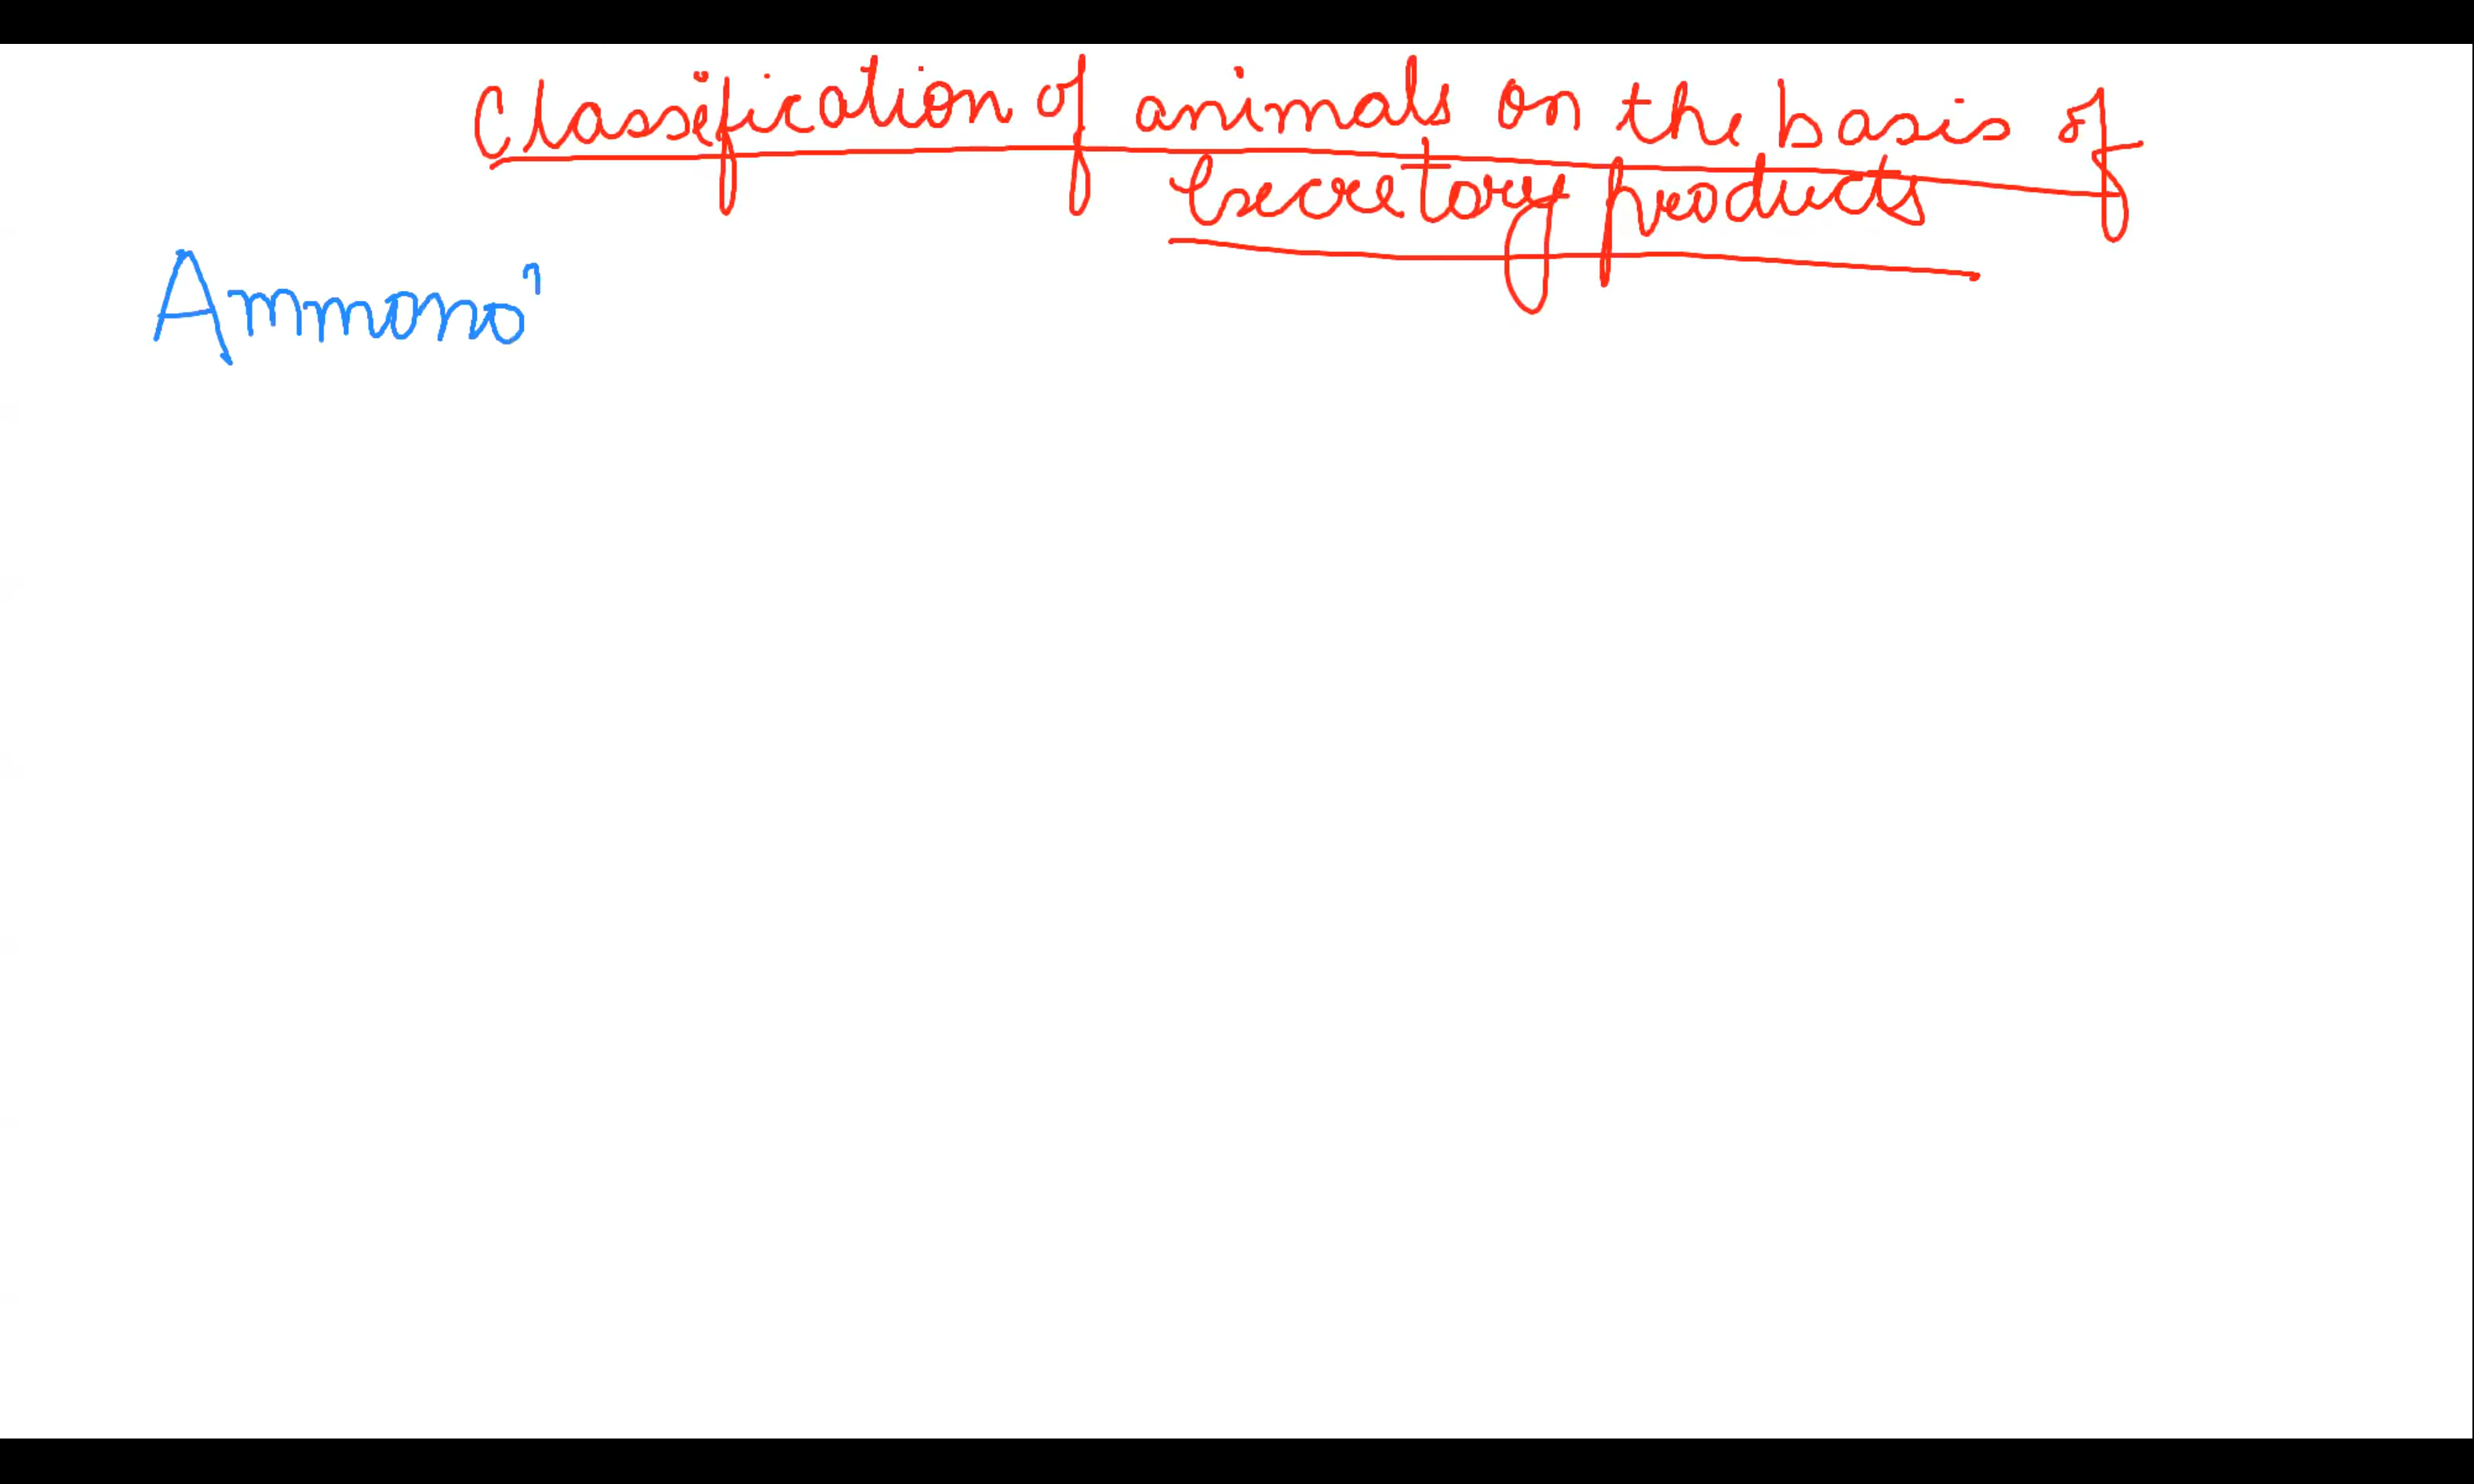 Classification of animals on the basis of
Excretory products
Ammono